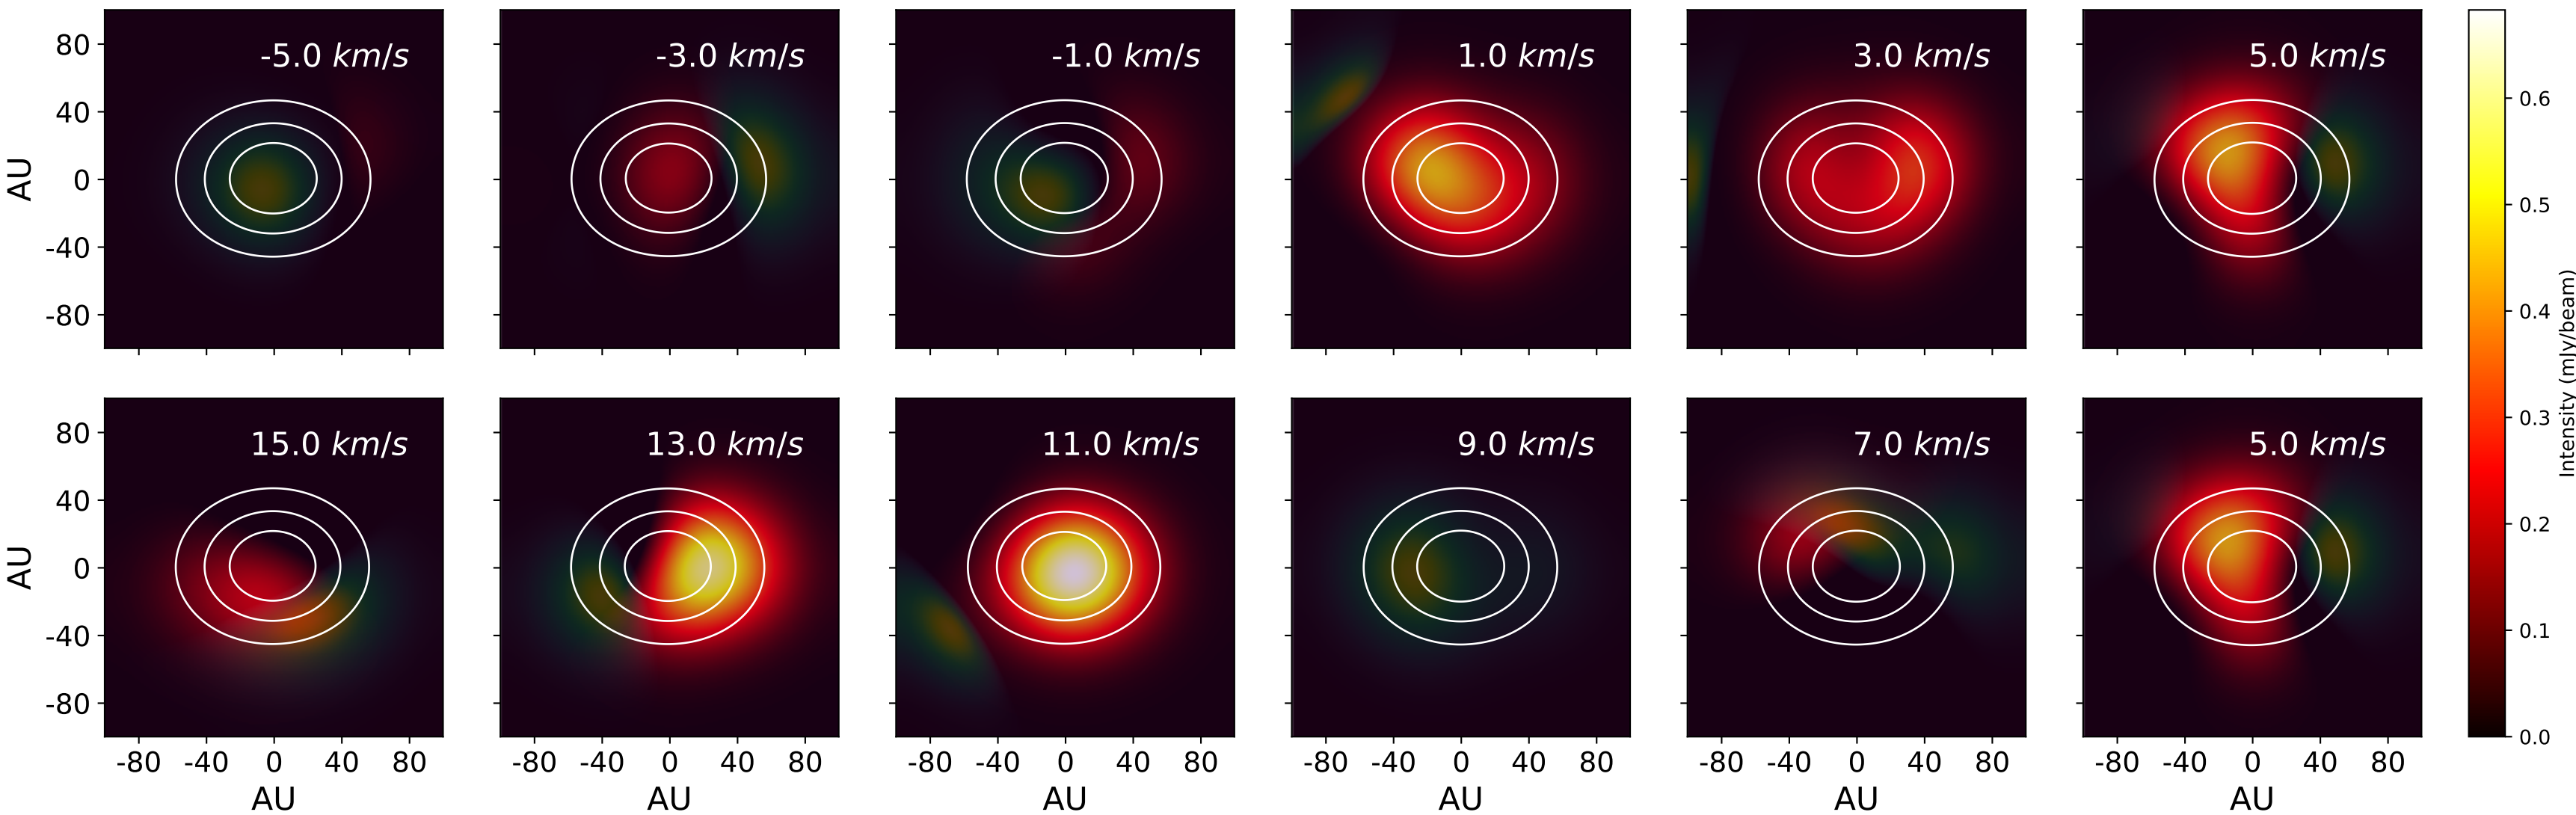 -5.0 km/s
-3.0 km/s
-1.0 km/s
1.0 km/s
3.0 km/s
5.0 km/s
80
40
0
-40
-80
AU
15.0 km/s
13.0 km/s
11.0 km/s
9.0 km/s
7.0 km/s
5.0 km/s
80
40
0
-40
-80
AU
-80 -40 0 40 80
-80 -40 0 40 80
-80 -40 0 40 80
-80 -40 0 40 80
-80 -40 0 40 80
-80 -40 0 40 80
AU
AU
AU
AU
AU
AU
0.6
0.5
0.4
0.3
0.2
0.1
0.0
Intensity (mJy/beam)